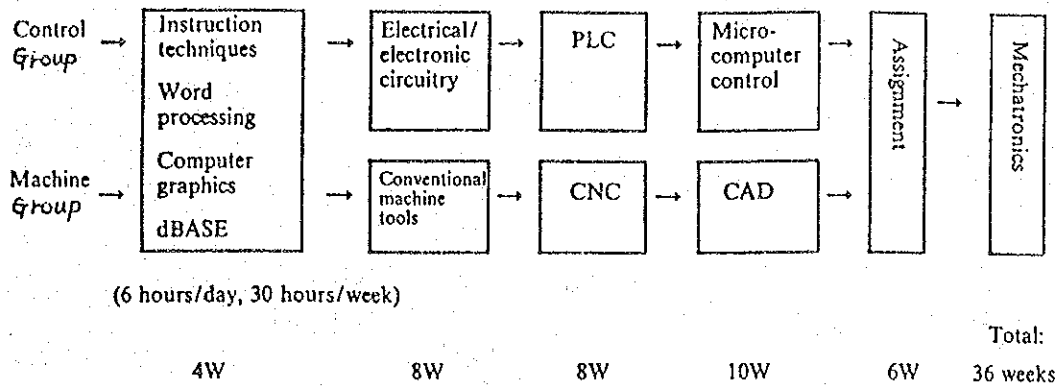 Control
Group
Instruction
techniques
Word
processing
Computer
graphics
dBASE
Electrical/
electronic
circuitry
PLC
Micro-
computer
control
Assignment
Mechatronics
Machine
Group
Conventional
machine
tools
CNC
CAD
(6 hours/day, 30 hours/week)
Total:
4W 8W 8W 10W 6W 36 weeks